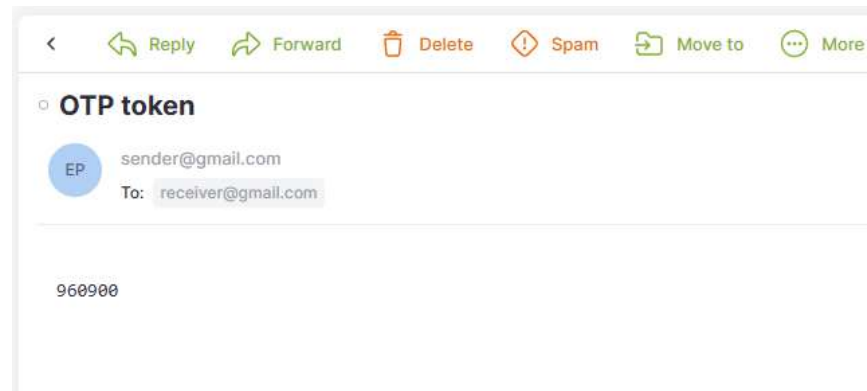 Reply Forward Delete Spam Move to More
OTP token
EP
sender@gmail.com
To: receiver@gmail.com
960900